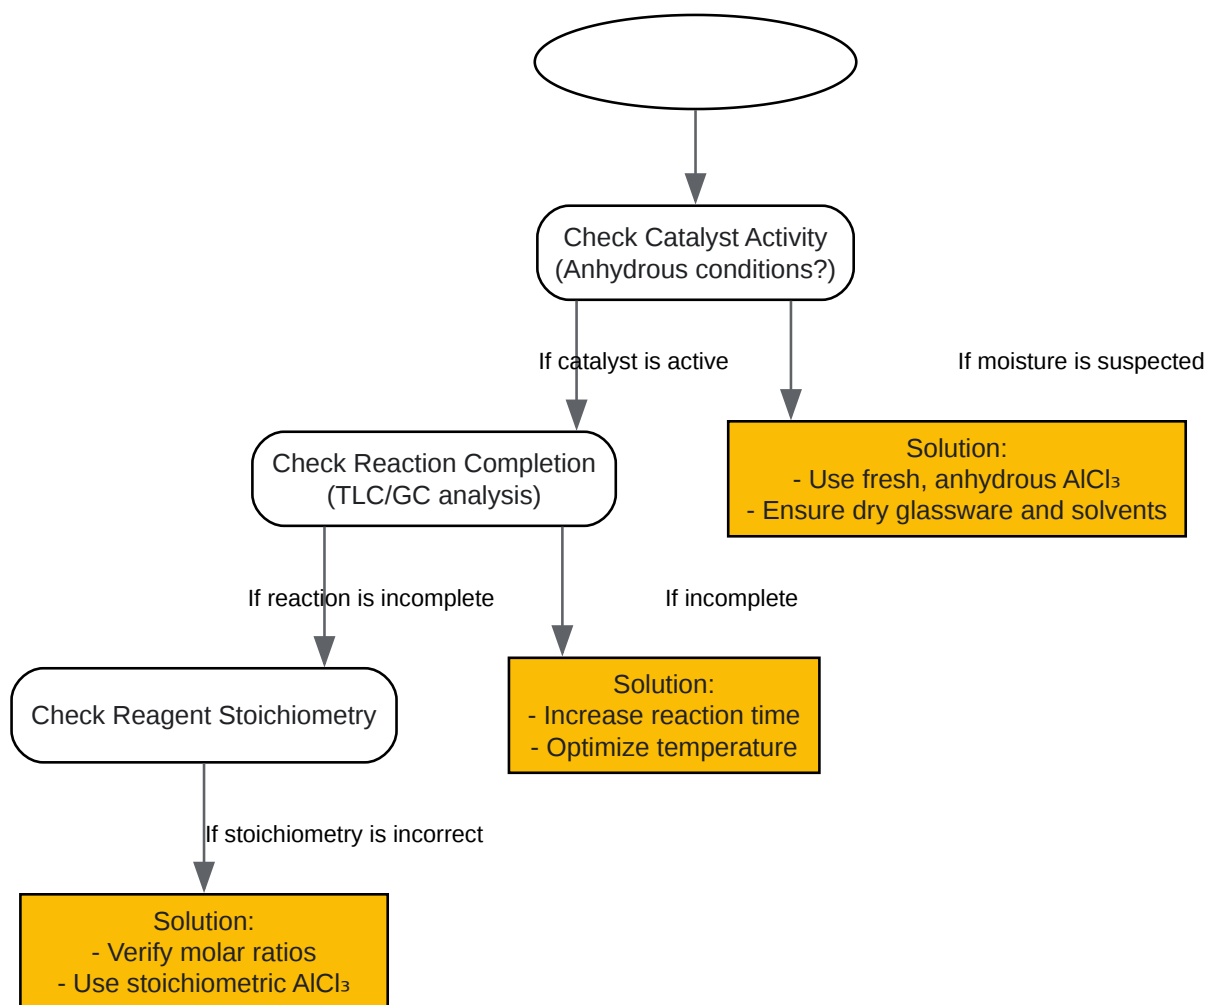 Check Catalyst Activity
(Anhydrous conditions?)
If catalyst is active
If moisture is suspected
Check Reaction Completion
(TLC/GC analysis)
Solution:
- Use fresh, anhydrous AlCl₃
- Ensure dry glassware and solvents
If reaction is incomplete
If incomplete
Check Reagent Stoichiometry
Solution:
- Increase reaction time
- Optimize temperature
If stoichiometry is incorrect
Solution:
- Verify molar ratios
- Use stoichiometric AlCl₃